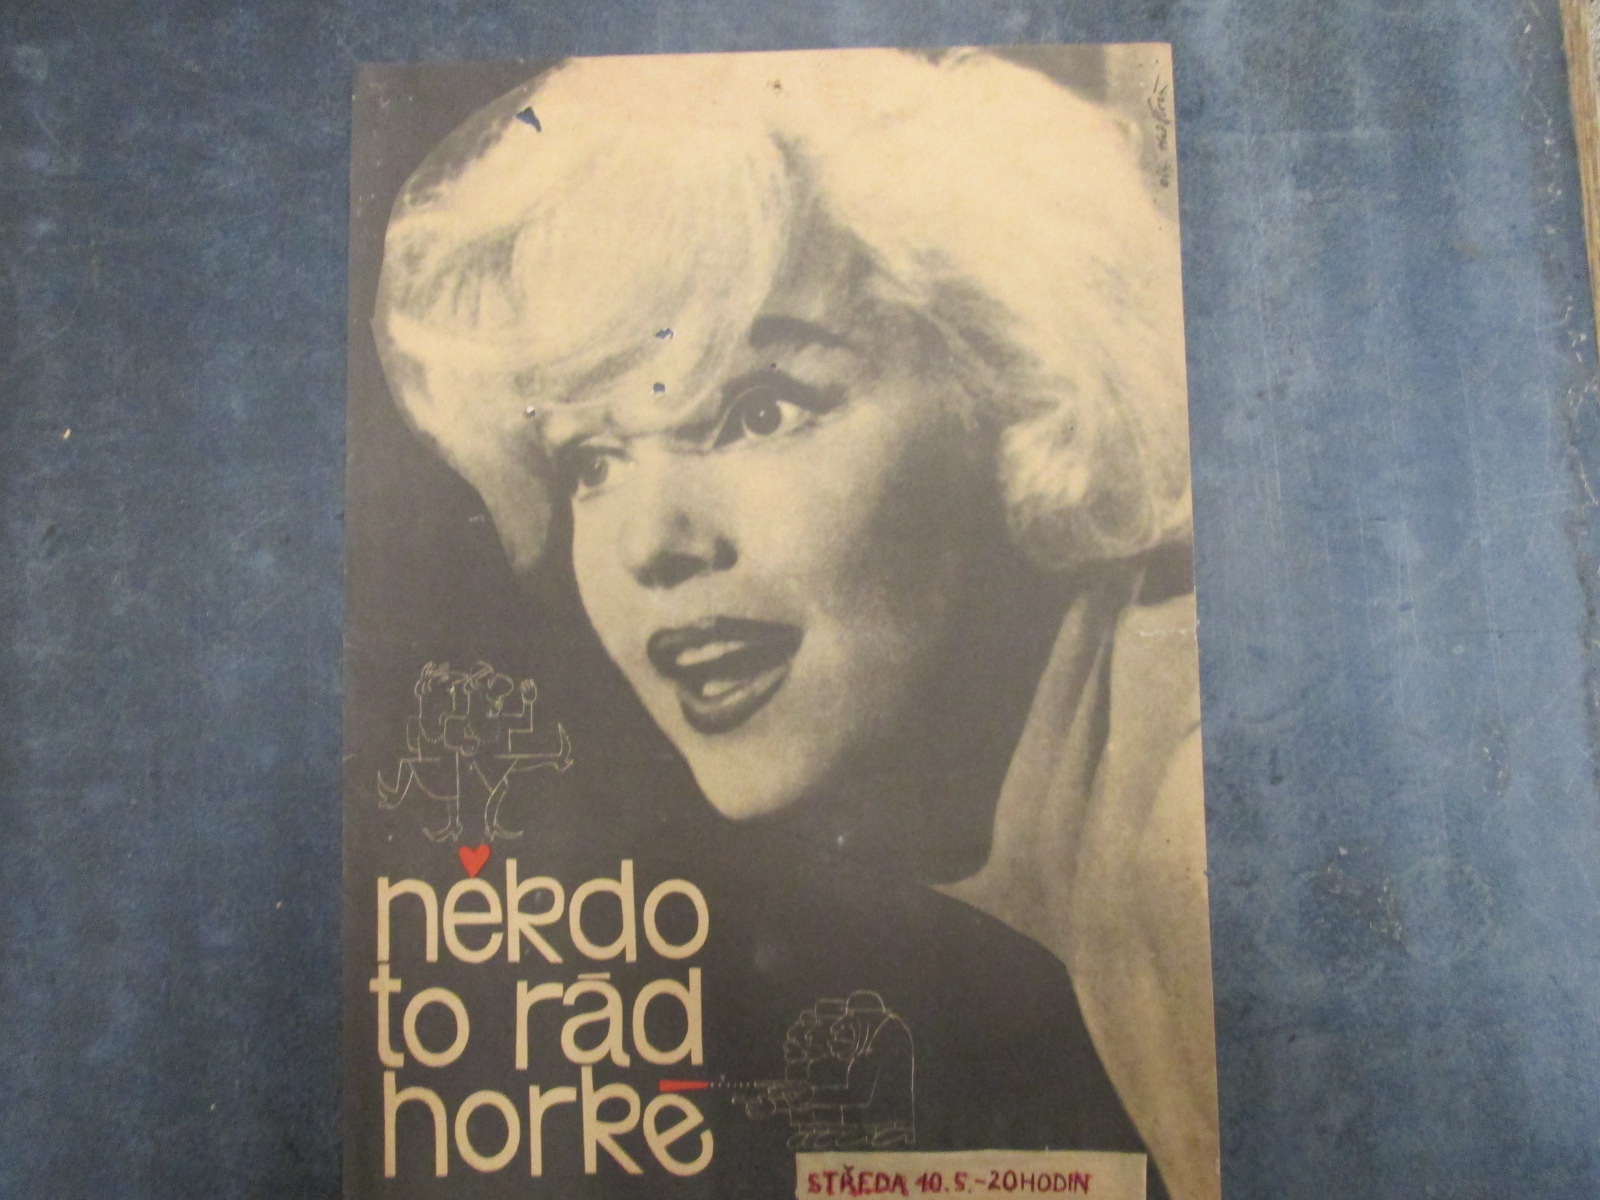 někdo
to rád
horké
STŘEDA 10.5.-20HODIN